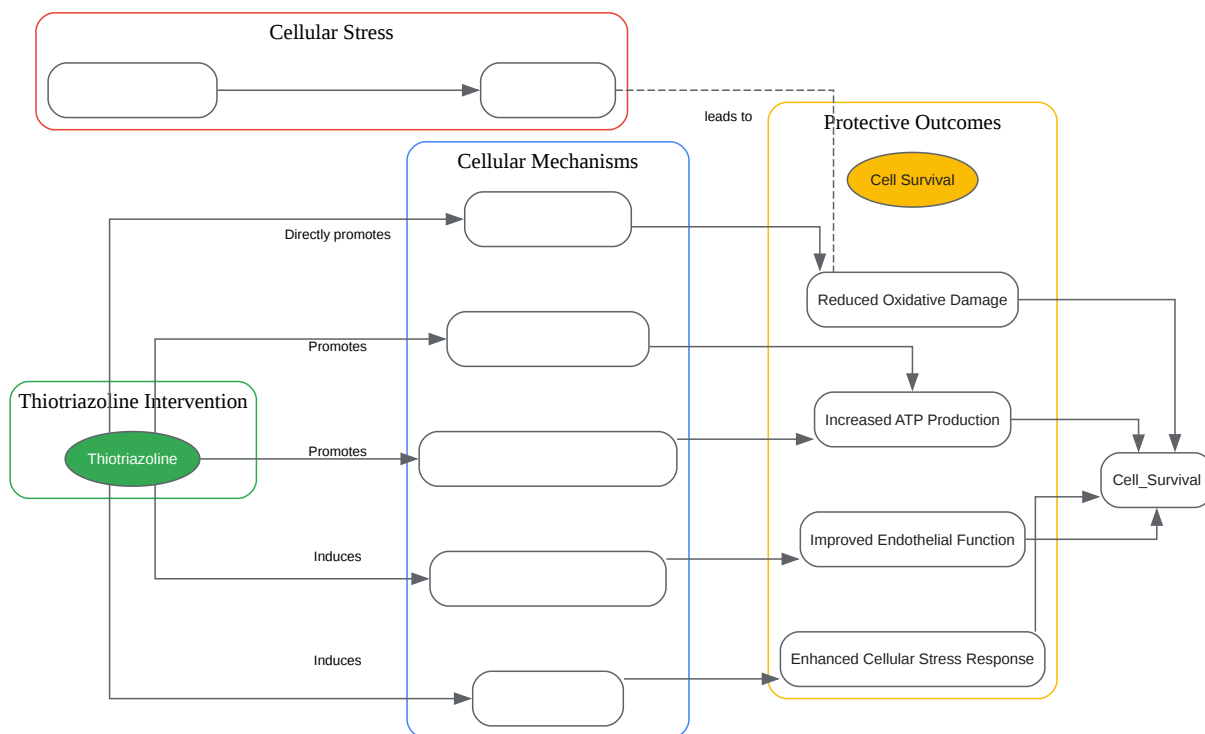 Cellular Stress
leads to
Protective Outcomes
Cell Survival
Cellular Mechanisms
Directly promotes
Reduced Oxidative Damage
Promotes
Thiotriazoline Intervention
Increased ATP Production
Thiotriazoline
Promotes
Cell_Survival
Improved Endothelial Function
Induces
Enhanced Cellular Stress Response
Induces